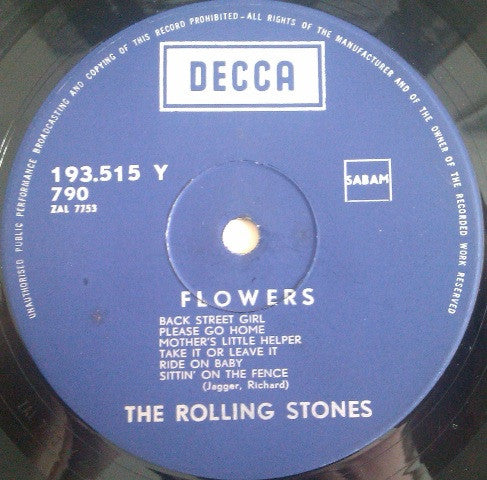 UNAUTHORISED PUBLIC PERFORMANCE BROADCASTING AND COPYING OF THIS RECORD PROHIBITED – ALL RIGHTS OF THE MANUFACTURER AND OF THE OWNER OF THE RECORDED WORK RESERVED
DECCA
193.515 Y
790
ZAL 7753
SABAM
FLOWERS
BACK STREET GIRL
PLEASE GO HOME
MOTHER'S LITTLE HELPER
TAKE IT OR LEAVE IT
RIDE ON BABY
SITTIN' ON THE FENCE
(Jagger, Richard)
THE ROLLING STONES